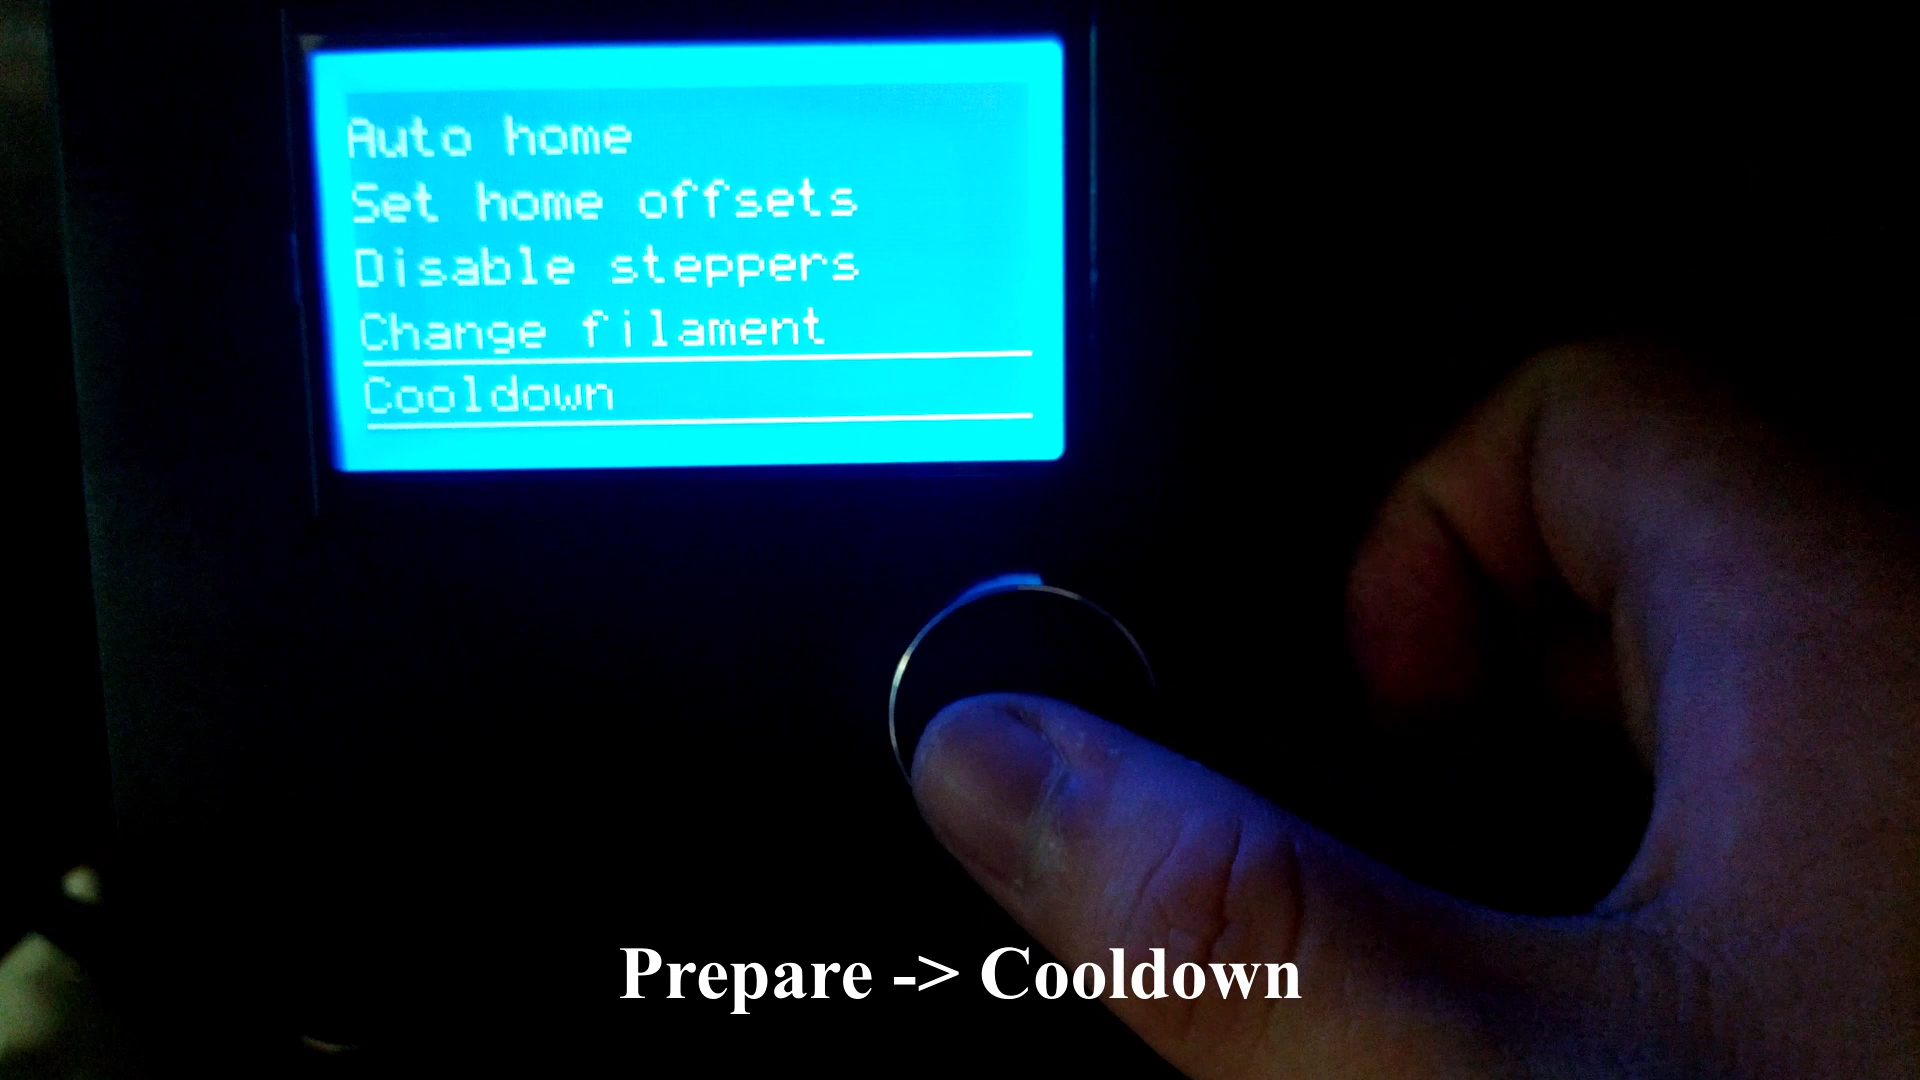 Auto home
Set home offsets
Disable steppers
Change filament
Cooldown
Prepare -> Cooldown